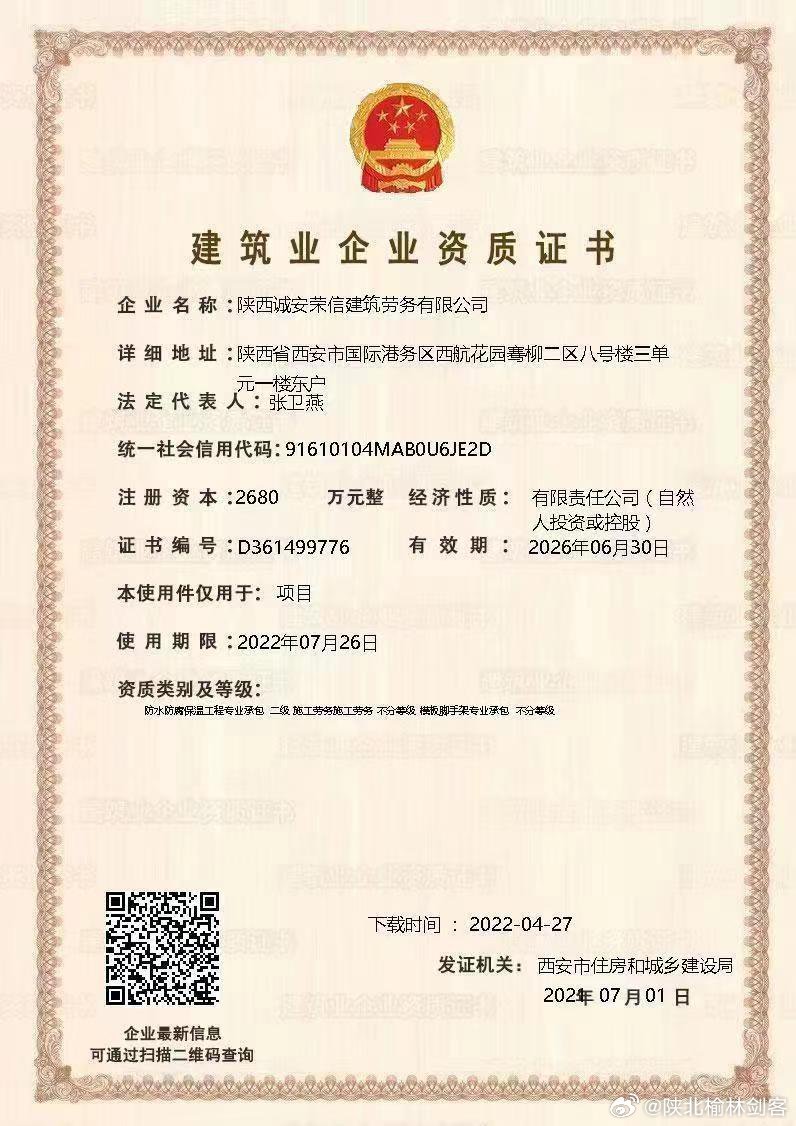 建筑业企业资质证书
企业名称：陕西诚安荣信建筑劳务有限公司
详细地址：陕西省西安市国际港务区西航花园骞柳二区八号楼三单
元一楼东户
法定代表人：张卫燕
统一社会信用代码：91610104MAB0U6JE2D
注册资本：2680 万元整 经济性质：有限责任公司（自然
人投资或控股）
证书编号：D361499776 有效期：2026年06月30日
本使用件仅用于：项目
使用期限：2022年07月26日
资质类别及等级：
防水防腐保温工程专业承包 二级 施工劳务施工劳务 不分等级 模板脚手架专业承包 不分等级
下载时间 ：2022-04-27
发证机关：西安市住房和城乡建设局
2021年07月01日
企业最新信息
可通过扫描二维码查询
@陕北榆林剑客